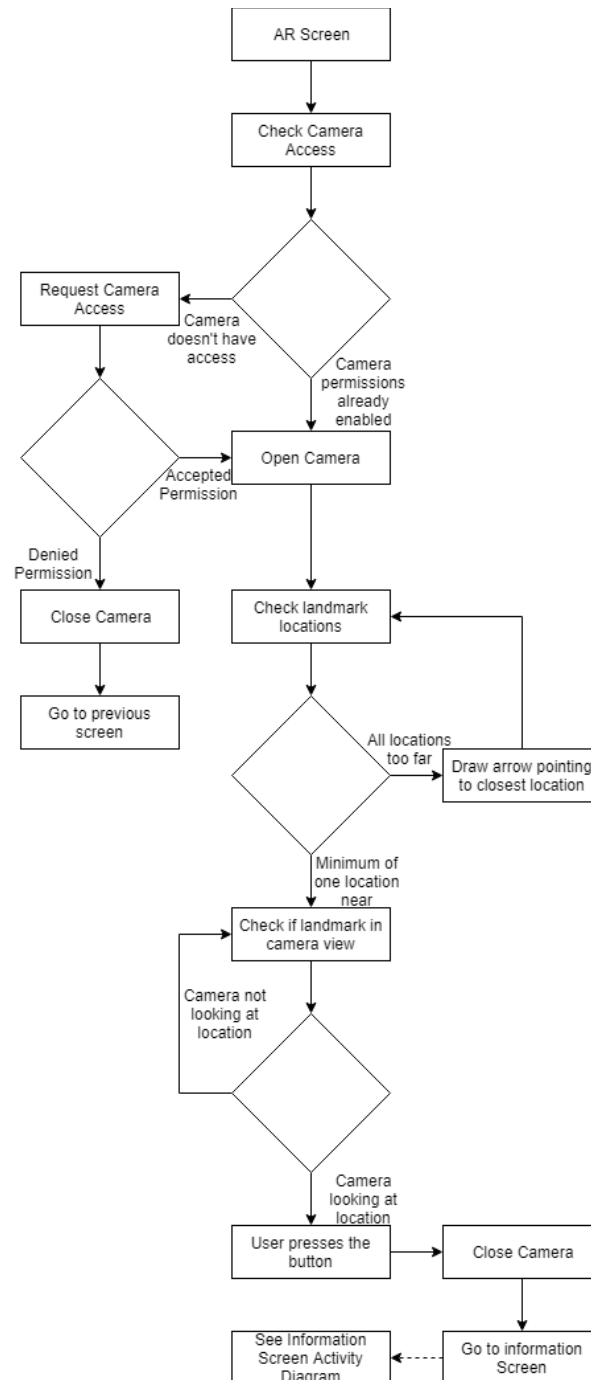 AR Screen
Check Camera
Access
Request Camera
Access
Camera
doesn't have
access
Camera
permissions
already
enabled
Accepted
Permission
Open Camera
Denied
Permission
Close Camera
Check landmark
locations
Go to previous
screen
All locations
too far
Draw arrow pointing
to closest location
Minimum of
one location
near
Check if landmark in
camera view
Camera not
looking at
location
Camera
looking at
location
User presses the
button
Close Camera
See Information
Screen Activity
Diagram
Go to information
Screen